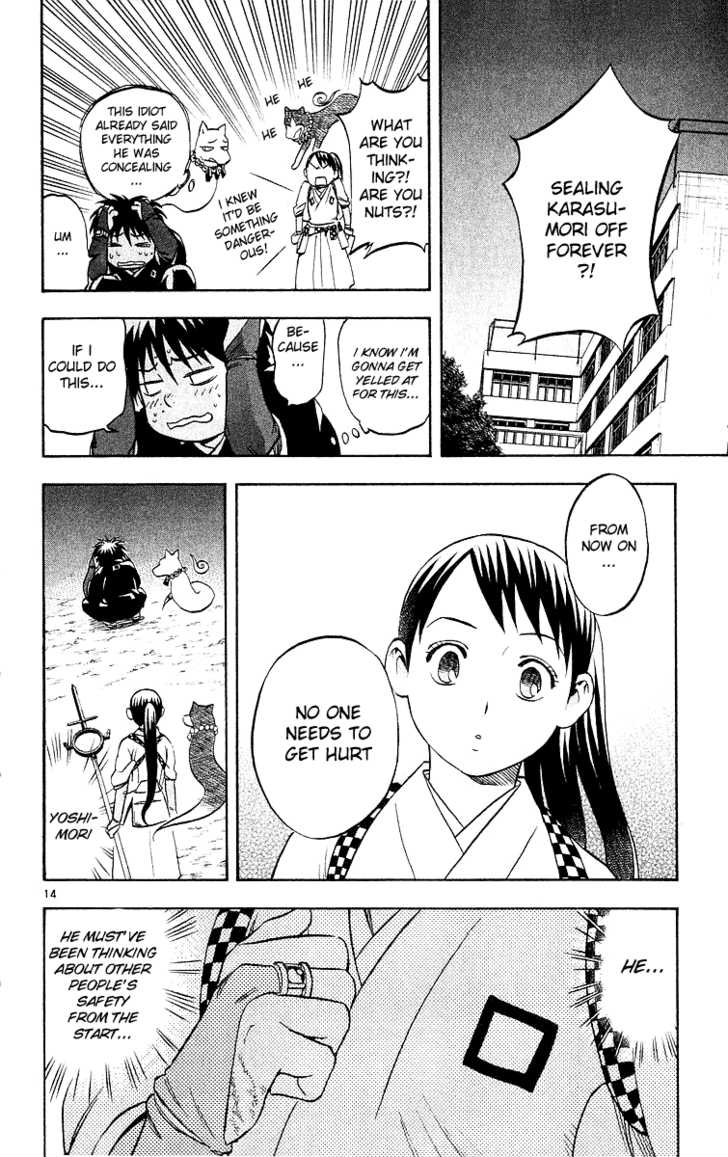 SEALING
KARASU-
MORI OFF
FOREVER
?!
WHAT
ARE YOU
THINK-
ING?!
ARE YOU
NUTS?!
HE
HE
HE
I KNEW
IT'D BE
SOMETHING
DANGER-
OUS!
THIS IDIOT
ALREADY SAID
EVERYTHING
HE WAS
CONCEALING
...
UM
...
I KNOW I'M
GONNA GET
YELLED AT
FOR THIS...
BE-
CAUSE
...
IF I
COULD DO
THIS...
FROM
NOW ON
...
NO ONE
NEEDS TO
GET HURT
YOSHI-
MORI
14
HE...
HE MUST'VE
BEEN THINKING
ABOUT OTHER
PEOPLE'S
SAFETY
FROM THE
START...